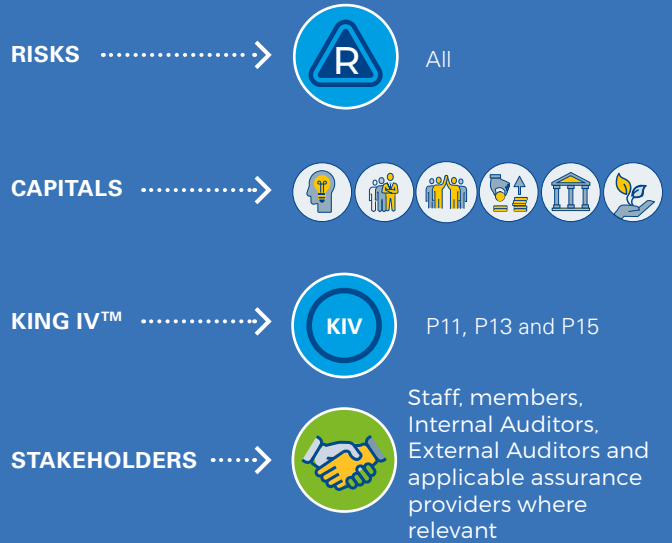 RISKS
R
All
CAPITALS
KING IV™
KIV
P11, P13 and P15
STAKEHOLDERS
Staff, members,
Internal Auditors,
External Auditors and
applicable assurance
providers where
relevant